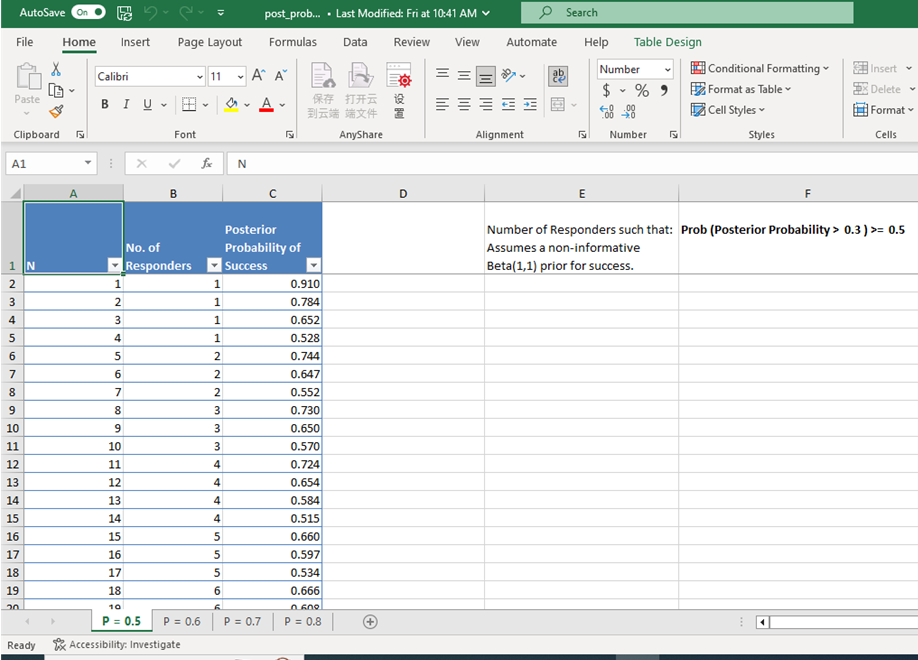 AutoSave On post_prob... • Last Modified: Fri at 10:41 AM Search
File Home Insert Page Layout Formulas Data Review View Automate Help Table Design
Paste Calibri 11 A^ A˅ B I U A 保存到云端 打开云端文件 设置 ab Number $ % , .00 .0 Conditional Formatting Format as Table Cell Styles Insert Delete Format
Clipboard Font AnyShare Alignment Number Styles Cells
A1 fx N
A B C D E F
1 N No. of Responders Posterior Probability of Success Number of Responders such that: Assumes a non-informative Beta(1,1) prior for success. Prob (Posterior Probability > 0.3 ) >= 0.5
2 1 1 0.910
3 2 1 0.784
4 3 1 0.652
5 4 1 0.528
6 5 2 0.744
7 6 2 0.647
8 7 2 0.552
9 8 3 0.730
10 9 3 0.650
11 10 3 0.570
12 11 4 0.724
13 12 4 0.654
14 13 4 0.584
15 14 4 0.515
16 15 5 0.660
17 16 5 0.597
18 17 5 0.534
19 18 6 0.666
20 19 6 0.608
P = 0.5 P = 0.6 P = 0.7 P = 0.8
Ready Accessibility: Investigate